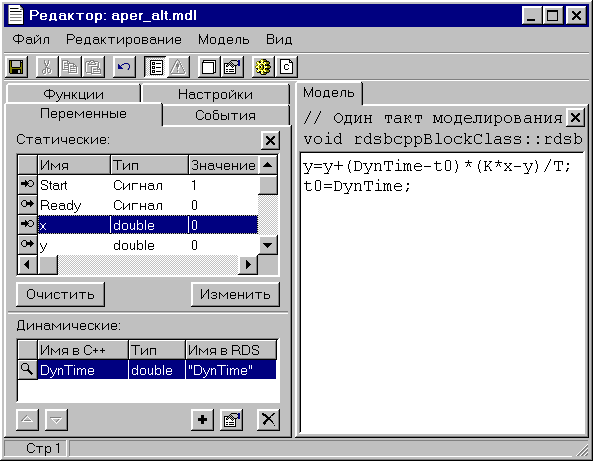 Редактор: aper_alt.mdl
Файл Редактирование Модель Вид
Функции Настройки
Переменные События
Статические:
Имя Тип Значение
Start Сигнал 1
Ready Сигнал 0
x double 0
y double 0
Очистить Изменить
Динамические:
Имя в C++ Тип Имя в RDS
DynTime double "DynTime"
Стр 1
Модель
// Один такт моделирования
void rdsbcppBlockClass::rdsb
y=y+(DynTime-t0)*(K*x-y)/T;
t0=DynTime;